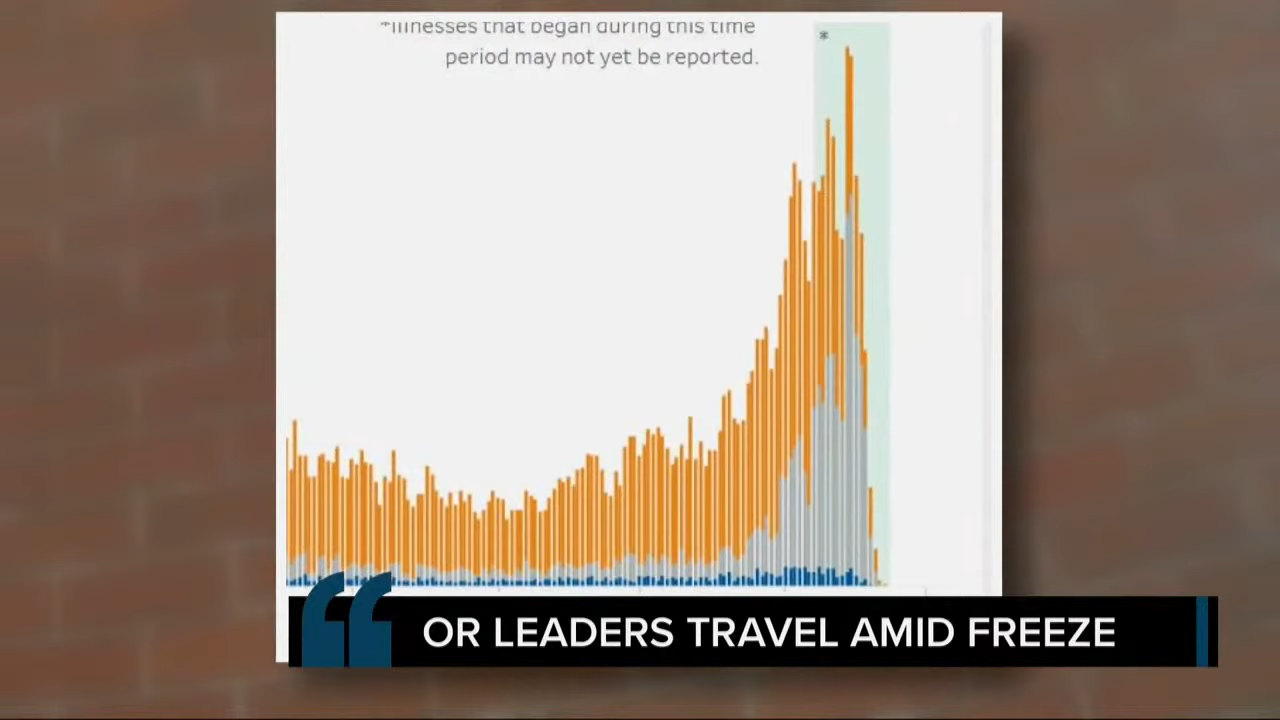 *illnesses that began during this time
period may not yet be reported.
*
OR LEADERS TRAVEL AMID FREEZE